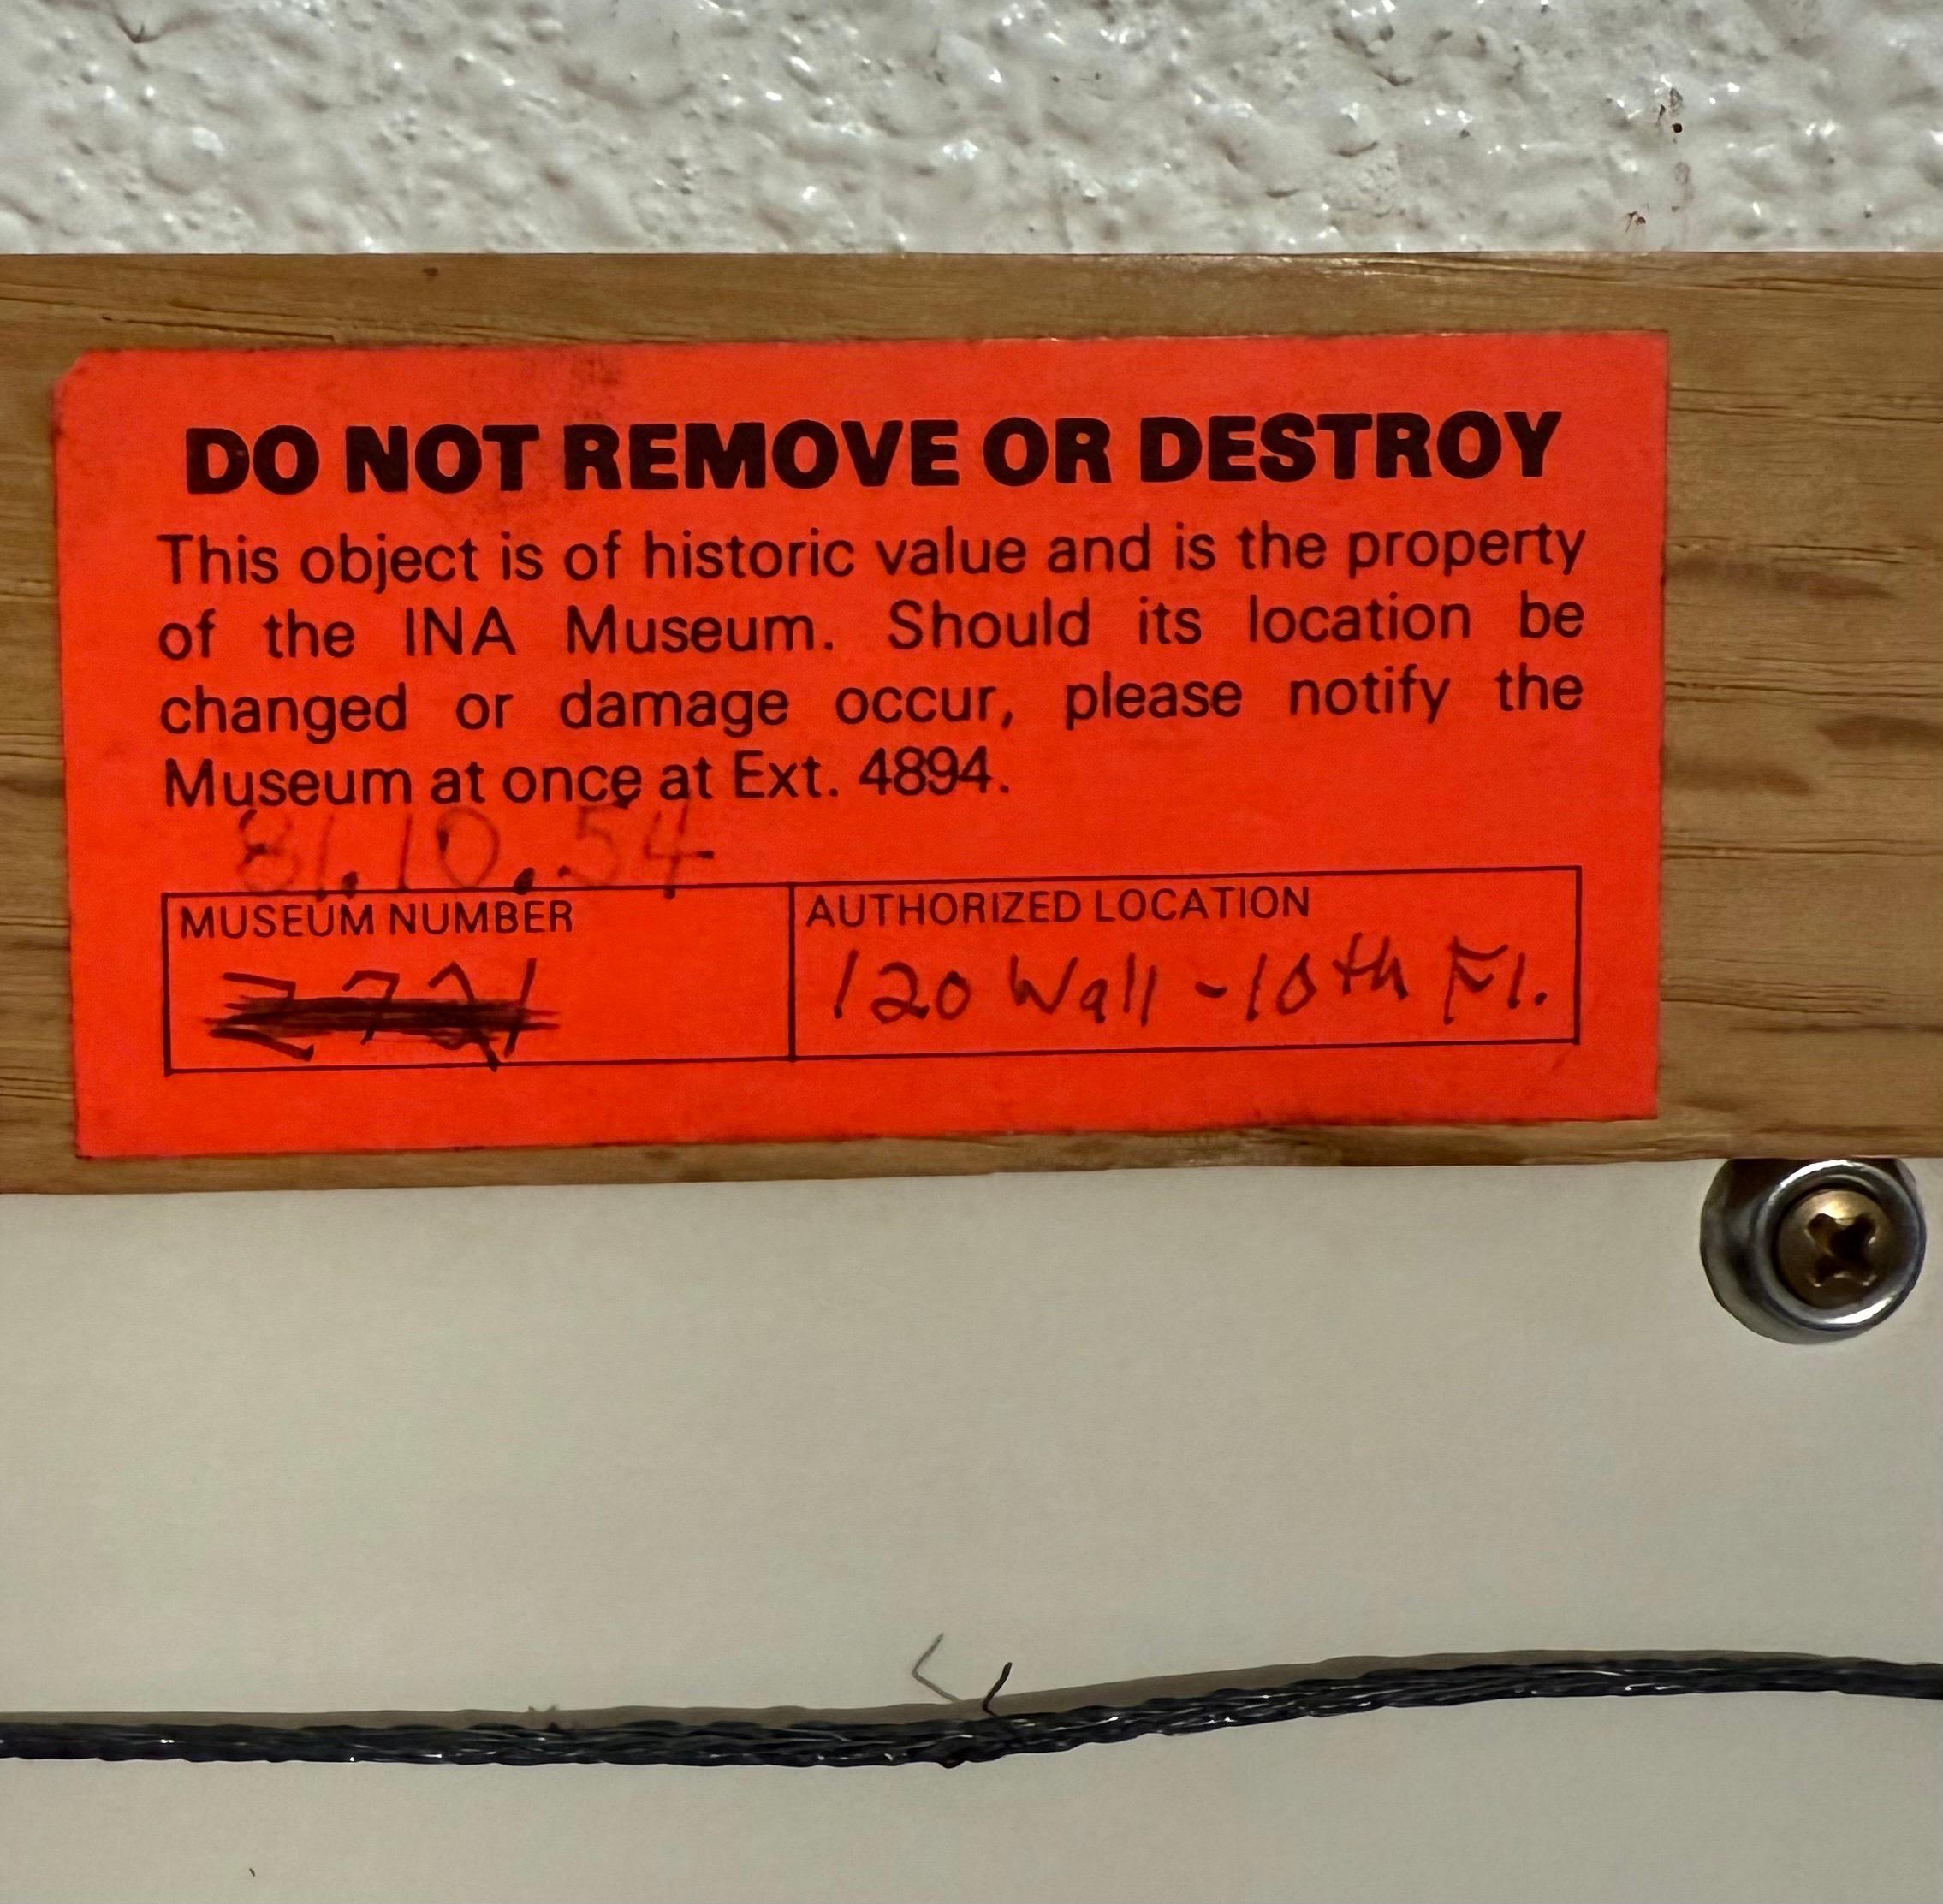 DO NOT REMOVE OR DESTROY
This object is of historic value and is the property
of the INA Museum. Should its location be
changed or damage occur, please notify the
Museum at once at Ext. 4894.
81.10.54
MUSEUM NUMBER
AUTHORIZED LOCATION
120 Wall - 10th Fl.